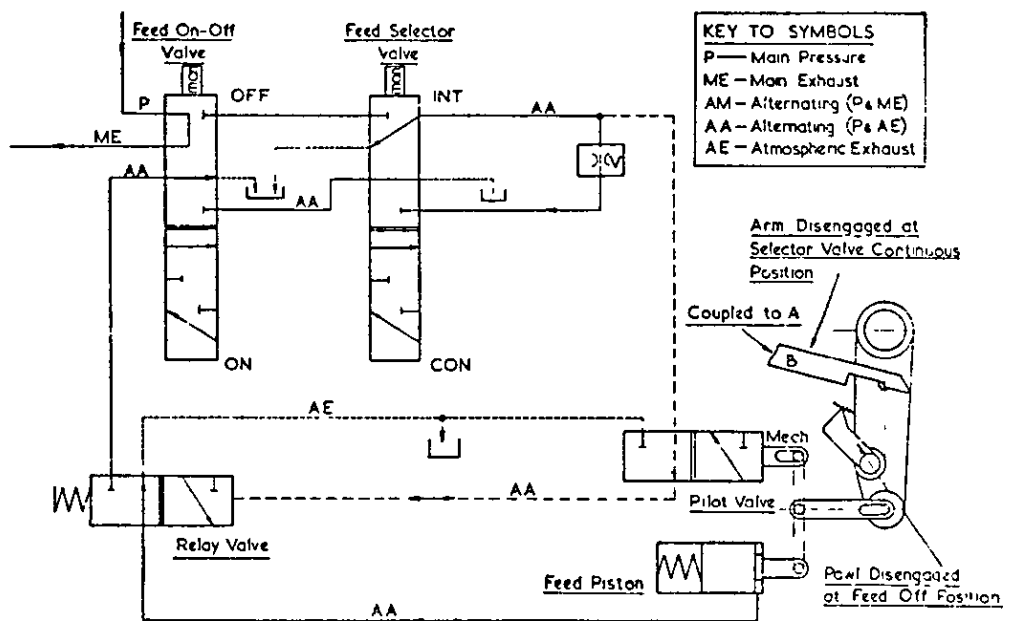 Feed On-Off
Valve
Feed Selector
Valve
KEY TO SYMBOLS
P — Main Pressure
ME — Main Exhaust
AM — Alternating (P & ME)
AA — Alternating (P & AE)
AE — Atmospheric Exhaust
man
man
OFF
INT
P
AA
ME
AA
AA
Arm Disengaged at
Selector Valve Continuous
Position
Coupled to A
B
ON
CON
AE
Mech
AA
Pilot Valve
Relay Valve
Feed Piston
Pawl Disengaged
at Feed Off Position
AA